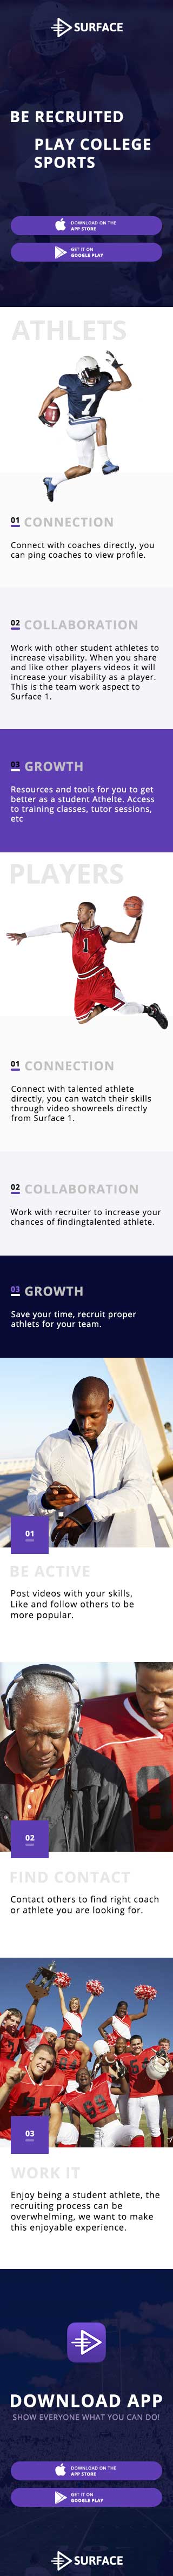 SURFACE
BE RECRUITED
PLAY COLLEGE
SPORTS
DOWNLOAD ON THE
APP STORE
GET IT ON
GOOGLE PLAY
ATHLETS
7
01 CONNECTION
Connect with coaches directly, you
can ping coaches to view profile.
02 COLLABORATION
Work with other student athletes to
increase visability. When you share
and like other players videos it will
increase your visability as a player.
This is the team work aspect to
Surface 1.
03 GROWTH
Resources and tools for you to get
better as a student Athelte. Access
to training classes, tutor sessions,
etc
PLAYERS
1
01 CONNECTION
Connect with talented athlete
directly, you can watch their skills
through video showreels directly
from Surface 1.
02 COLLABORATION
Work with recruiter to increase your
chances of findingtalented athlete.
03 GROWTH
Save your time, recruit proper
athlets for your team.
01
BE ACTIVE
Post videos with your skills,
Like and follow others to be
more popular.
02
FIND CONTACT
Contact others to find right coach
or athlete you are looking for.
03
WORK IT
Enjoy being a student athlete, the
recruiting process can be
overwhelming, we want to make
this enjoyable experience.
DOWNLOAD APP
SHOW EVERYONE WHAT YOU CAN DO!
DOWNLOAD ON THE
APP STORE
GET IT ON
GOOGLE PLAY
SURFACE